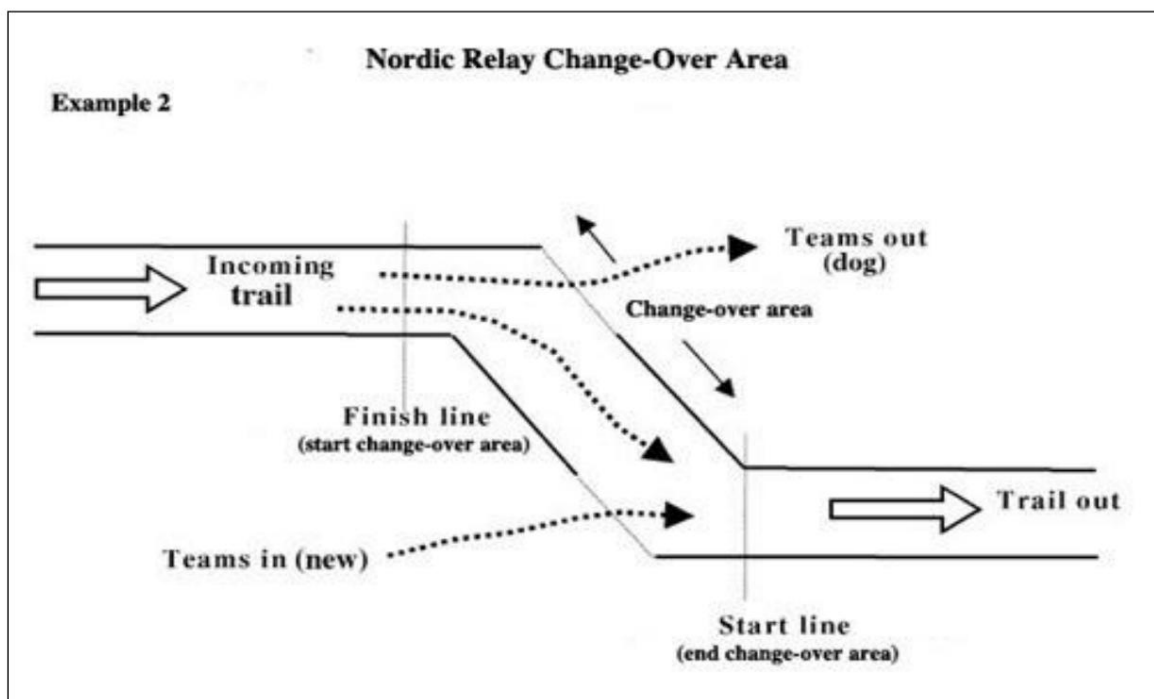 Nordic Relay Change-Over Area
Example 2
Incoming
trail
Teams out
(dog)
Change-over area
Finish line
(start change-over area)
Trail out
Teams in (new)
Start line
(end change-over area)